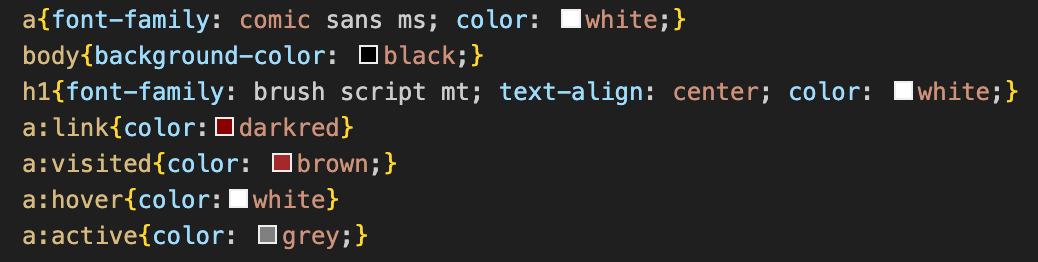 a{font-family: comic sans ms; color: white;}
body{background-color: black;}
h1{font-family: brush script mt; text-align: center; color: white;}
a:link{color:darkred}
a:visited{color: brown;}
a:hover{color:white}
a:active{color: grey;}